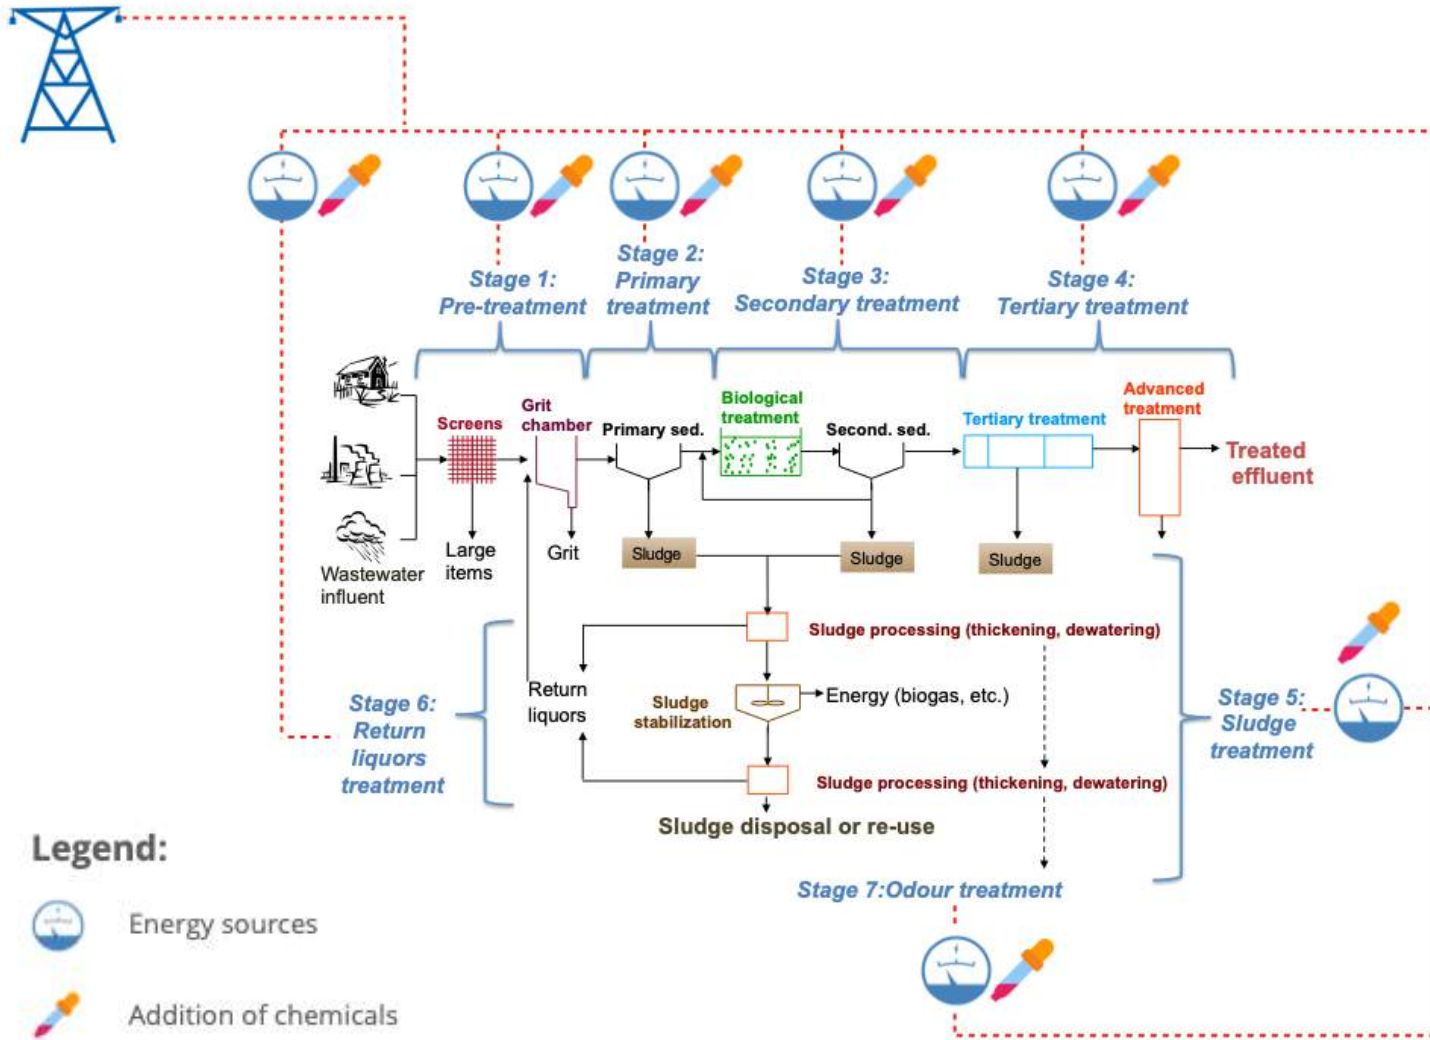 Stage 1:
Pre-treatment
Stage 2:
Primary
treatment
Stage 3:
Secondary treatment
Stage 4:
Tertiary treatment
Screens
Grit
chamber
Primary sed.
Biological
treatment
Second. sed.
Tertiary treatment
Advanced
treatment
Treated
effluent
Wastewater
influent
Large
items
Grit
Sludge
Sludge
Sludge
Sludge processing (thickening, dewatering)
Return
liquors
Sludge
stabilization
Energy (biogas, etc.)
Sludge processing (thickening, dewatering)
Sludge disposal or re-use
Stage 6:
Return
liquors
treatment
Stage 5:
Sludge
treatment
Stage 7:Odour treatment
Legend:
Energy sources
Addition of chemicals